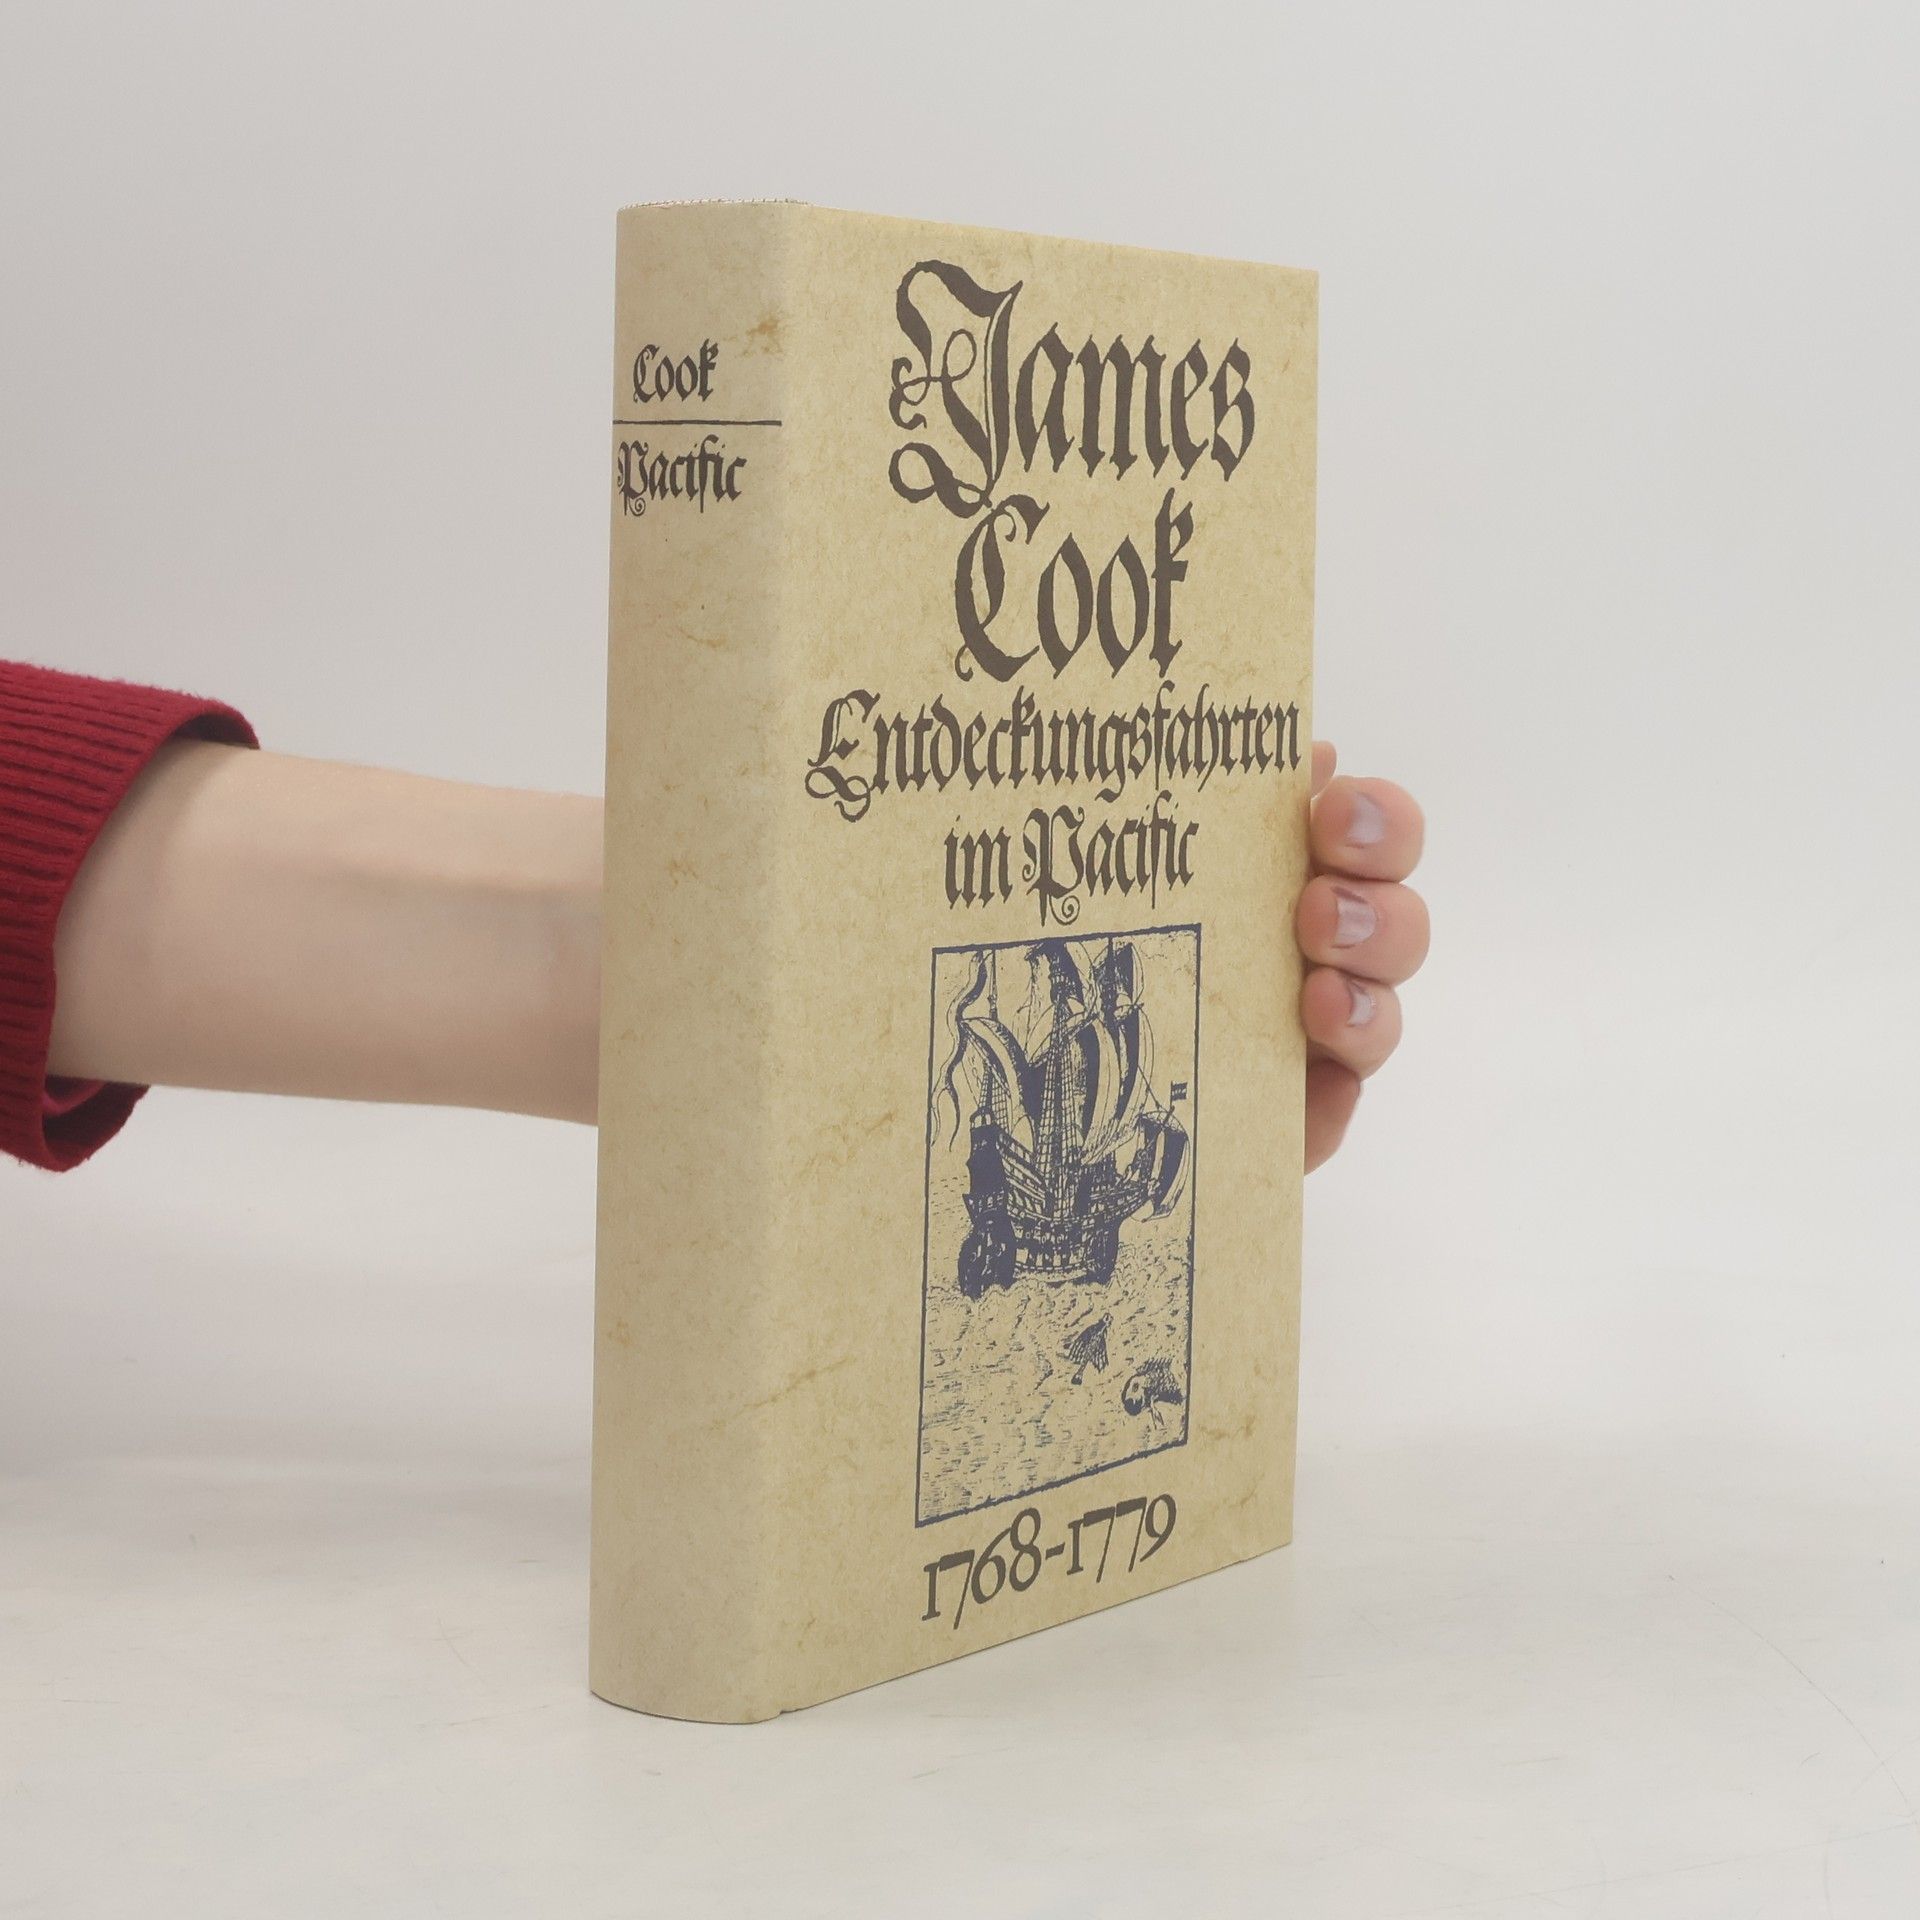 Cook
Pacific
James
Cook
Entdeckungsfahrten
im Pacific
1768-1779